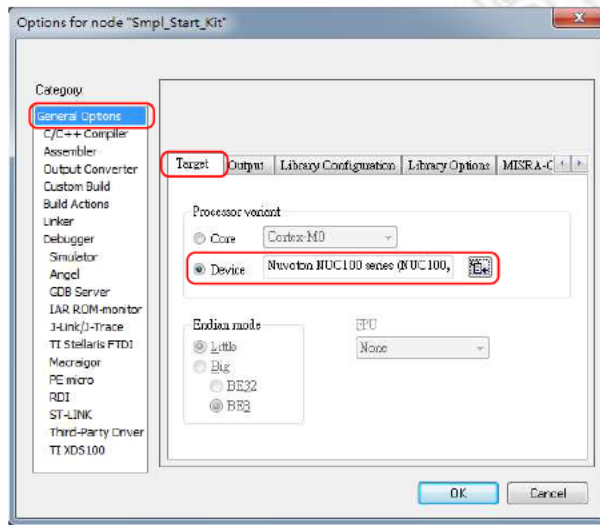 Options for node "Smpl_Start_Kit"
Category:
General Options
C/C++ Compiler
Assembler
Output Converter
Custom Build
Build Actions
Linker
Debugger
Simulator
Angel
GDB Server
IAR ROM-monitor
J-Link/J-Trace
TI Stellaris FTDI
Macraigor
PE micro
RDI
ST-LINK
Third-Party Driver
TI XDS100
Target Output Library Configuration Library Options MISRA-C
Processor variant
Core Cortex-M0
Device Nuvoton NUC100 series (NUC100,
Endian mode
Little
Big
BE32
BE8
FPU
None
OK Cancel